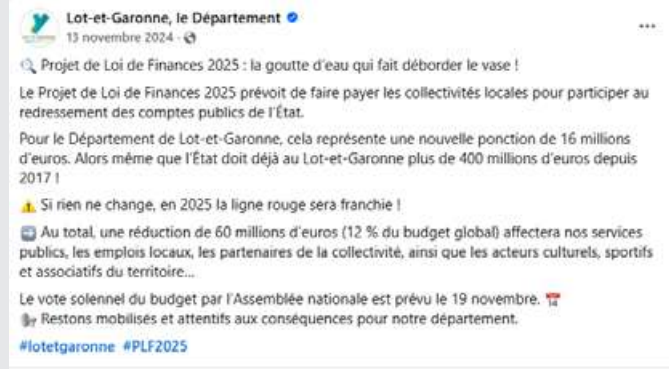 Lot-et-Garonne, le Département
13 novembre 2024 ·
🔍 Projet de Loi de Finances 2025 : la goutte d'eau qui fait déborder le vase !
Le Projet de Loi de Finances 2025 prévoit de faire payer les collectivités locales pour participer au
redressement des comptes publics de l'État.
Pour le Département de Lot-et-Garonne, cela représente une nouvelle ponction de 16 millions
d'euros. Alors même que l'État doit déjà au Lot-et-Garonne plus de 400 millions d'euros depuis
2017 !
⚠️ Si rien ne change, en 2025 la ligne rouge sera franchie !
➡️ Au total, une réduction de 60 millions d'euros (12 % du budget global) affectera nos services
publics, les emplois locaux, les partenaires de la collectivité, ainsi que les acteurs culturels, sportifs
et associatifs du territoire...
Le vote solennel du budget par l'Assemblée nationale est prévu le 19 novembre. 📅
Restons mobilisés et attentifs aux conséquences pour notre département.
#lotetgaronne #PLF2025